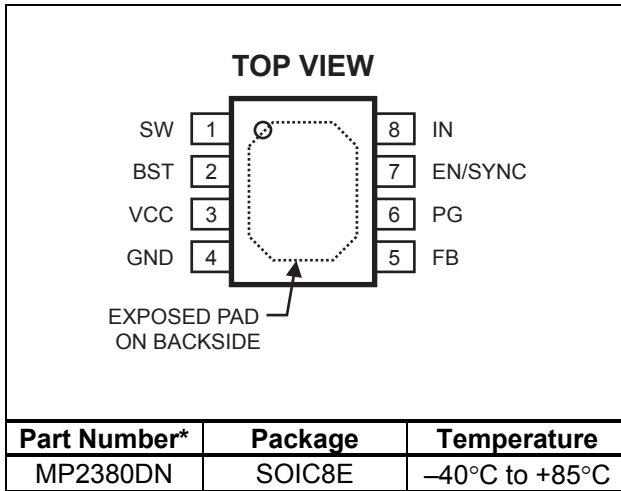 TOP VIEW
SW 1 8 IN
BST 2 7 EN/SYNC
VCC 3 6 PG
GND 4 5 FB
EXPOSED PAD
ON BACKSIDE
Part Number* Package Temperature
MP2380DN SOIC8E –40°C to +85°C